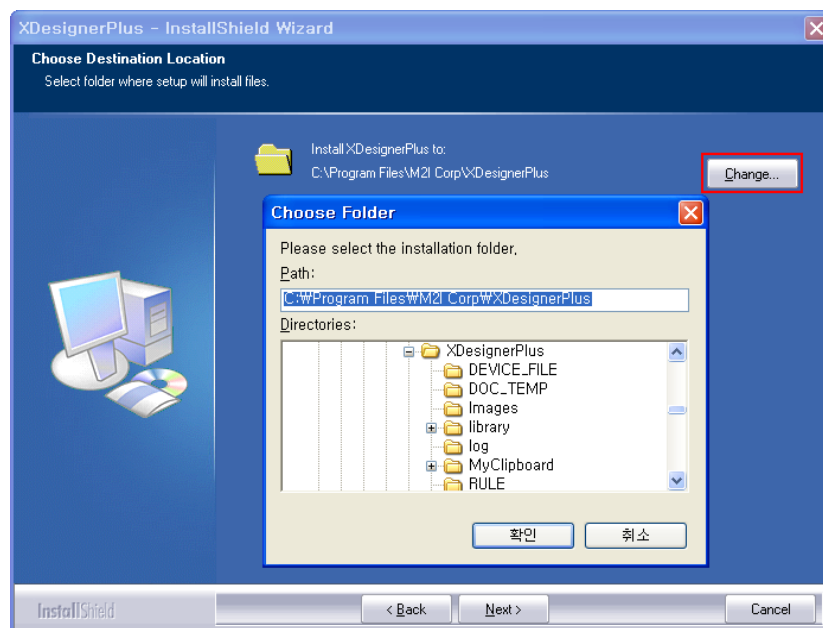 XDesignerPlus - InstallShield Wizard
Choose Destination Location
Select folder where setup will install files.
Install XDesignerPlus to:
C:\Program Files\M2I Corp\XDesignerPlus
Change...
Choose Folder
Please select the installation folder,
Path:
C:₩Program Files₩M2I Corp₩XDesignerPlus
Directories:
XDesignerPlus
DEVICE_FILE
DOC_TEMP
Images
library
log
MyClipboard
RULE
확인 취소
InstallShield
< Back Next > Cancel